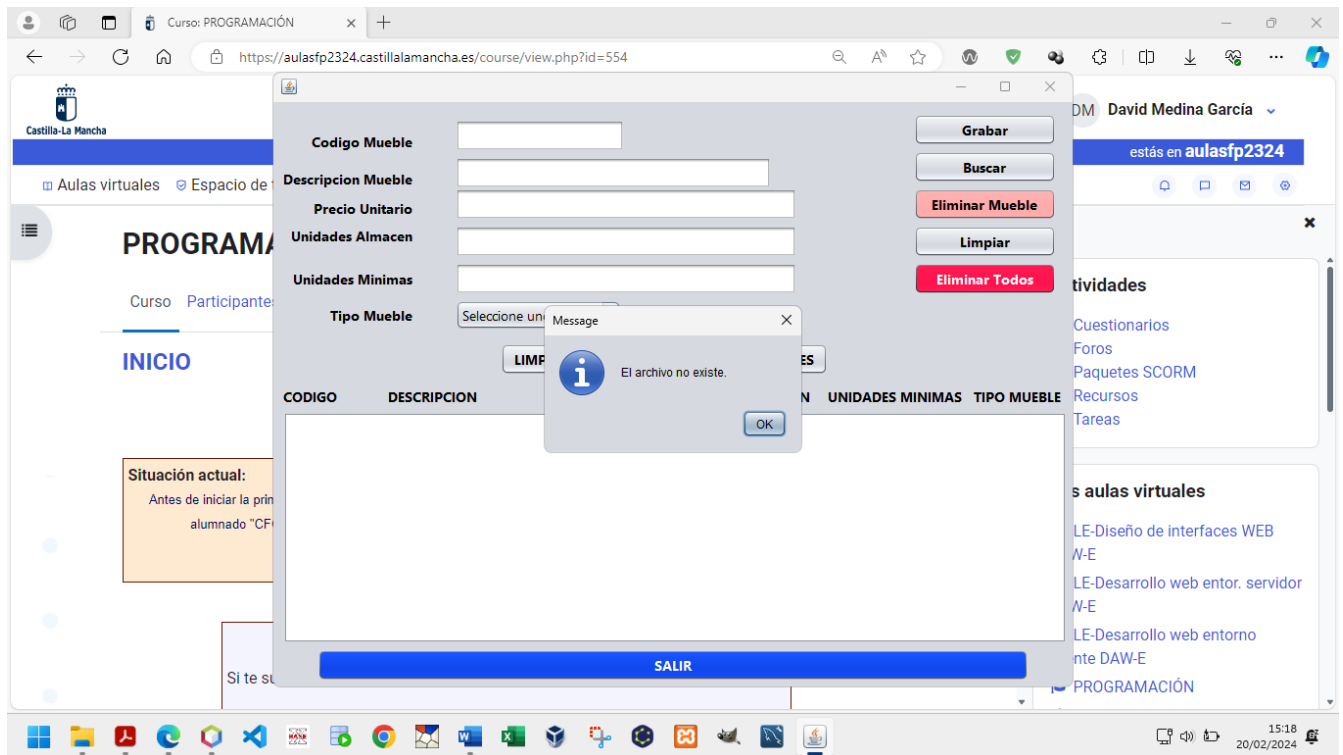 Curso: PROGRAMACIÓN
https://aulasfp2324.castillalamancha.es/course/view.php?id=554
Castilla-La Mancha
DM David Medina García
estás en aulasfp2324
Aulas virtuales Espacio de
PROGRAMA
Curso Participante
INICIO
Situación actual:
Antes de iniciar la prin
alumnado "CF
Si te su
Codigo Mueble
Descripcion Mueble
Precio Unitario
Unidades Almacen
Unidades Minimas
Tipo Mueble
Seleccione un
Grabar
Buscar
Eliminar Mueble
Limpiar
Eliminar Todos
LIMP
ES
Message
El archivo no existe.
OK
CODIGO DESCRIPCION N UNIDADES MINIMAS TIPO MUEBLE
SALIR
tividades
Cuestionarios
Foros
Paquetes SCORM
Recursos
Tareas
s aulas virtuales
LE-Diseño de interfaces WEB
W-E
LE-Desarrollo web entor. servidor
W-E
LE-Desarrollo web entorno
nte DAW-E
PROGRAMACIÓN
15:18
20/02/2024